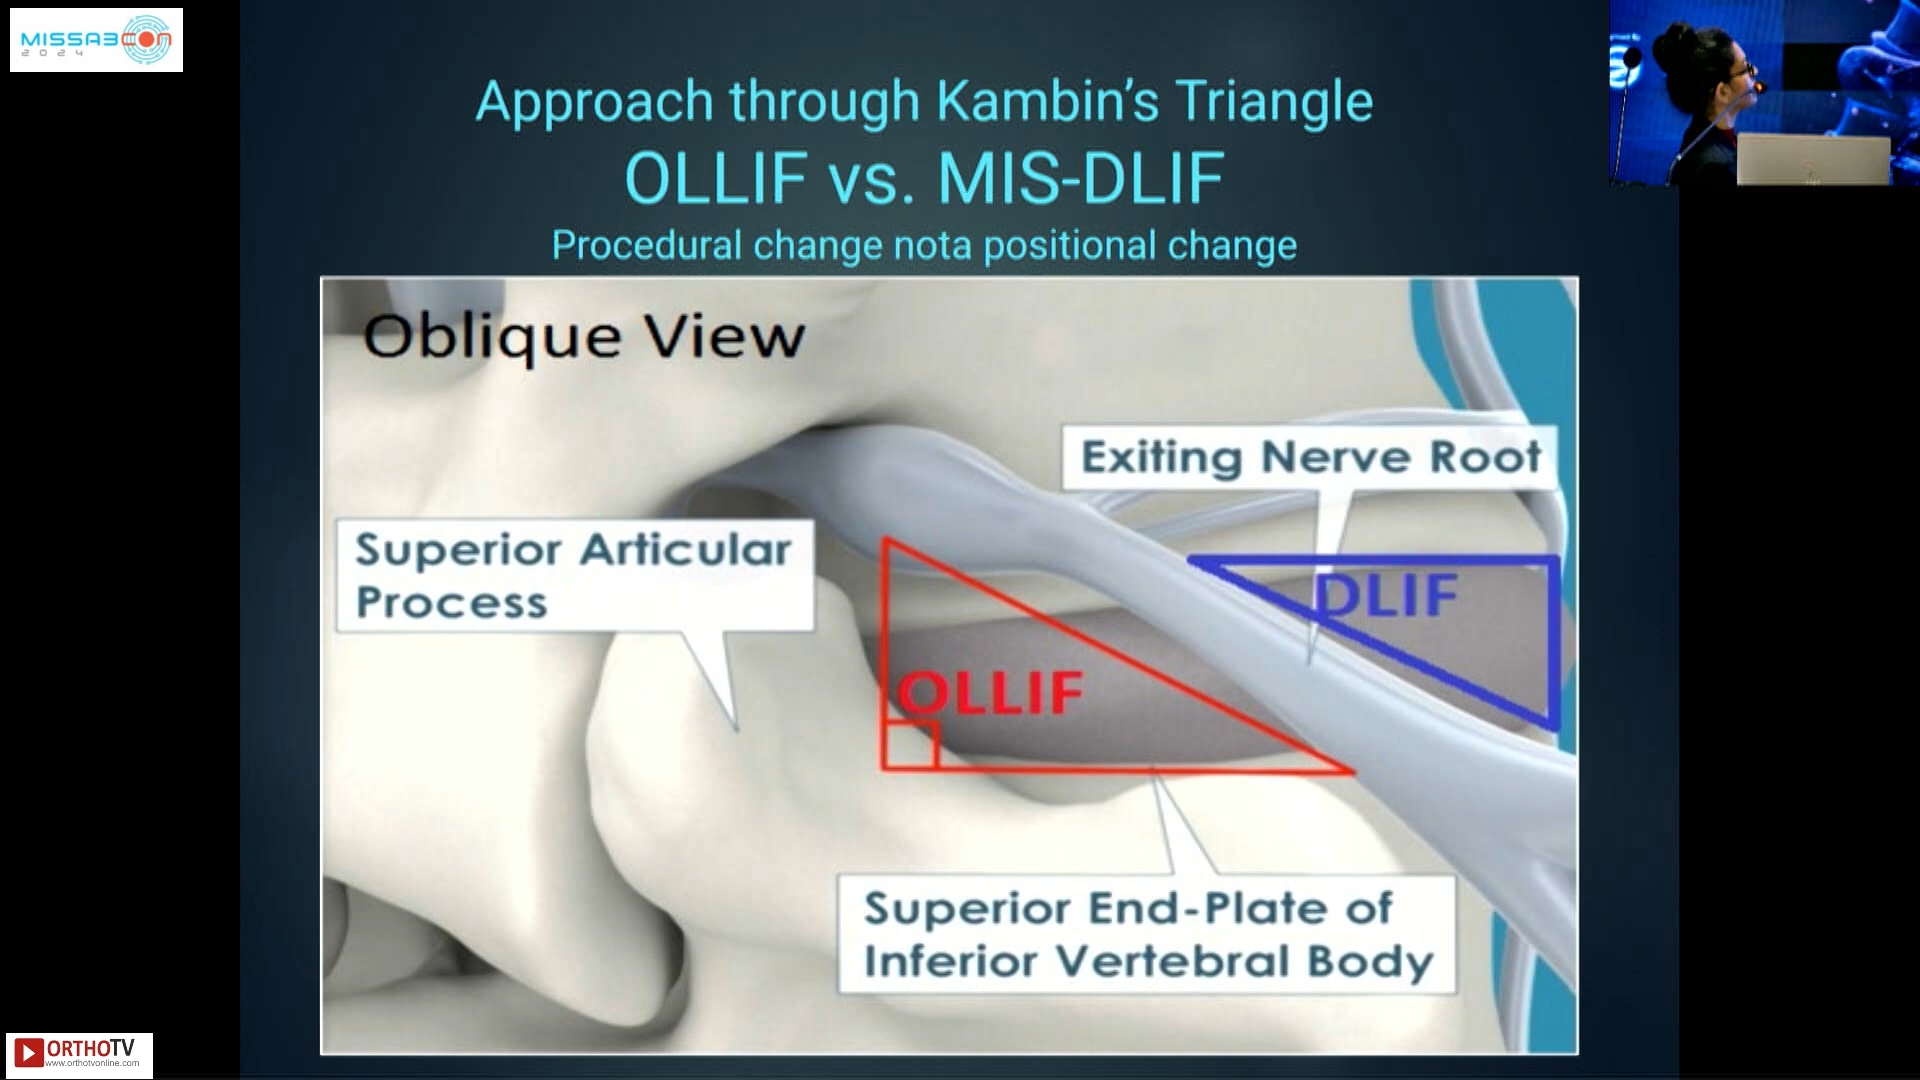 MISSABCON
2024
Approach through Kambin's Triangle
OLLIF vs. MIS-DLIF
Procedural change nota positional change
Oblique View
Exiting Nerve Root
Superior Articular
Process
DLIF
OLLIF
Superior End-Plate of
Inferior Vertebral Body
ORTHOTV
www.orthotvonline.com